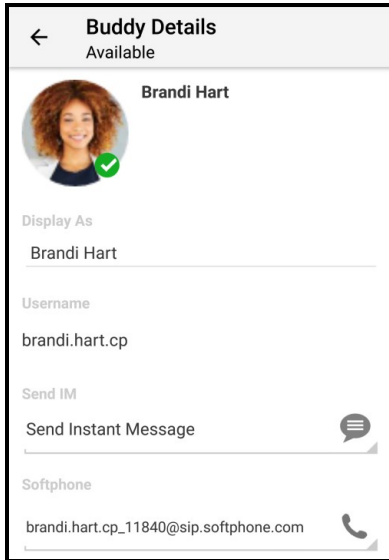 Buddy Details
Available
Brandi Hart
Display As
Brandi Hart
Username
brandi.hart.cp
Send IM
Send Instant Message
Softphone
brandi.hart.cp_11840@sip.softphone.com